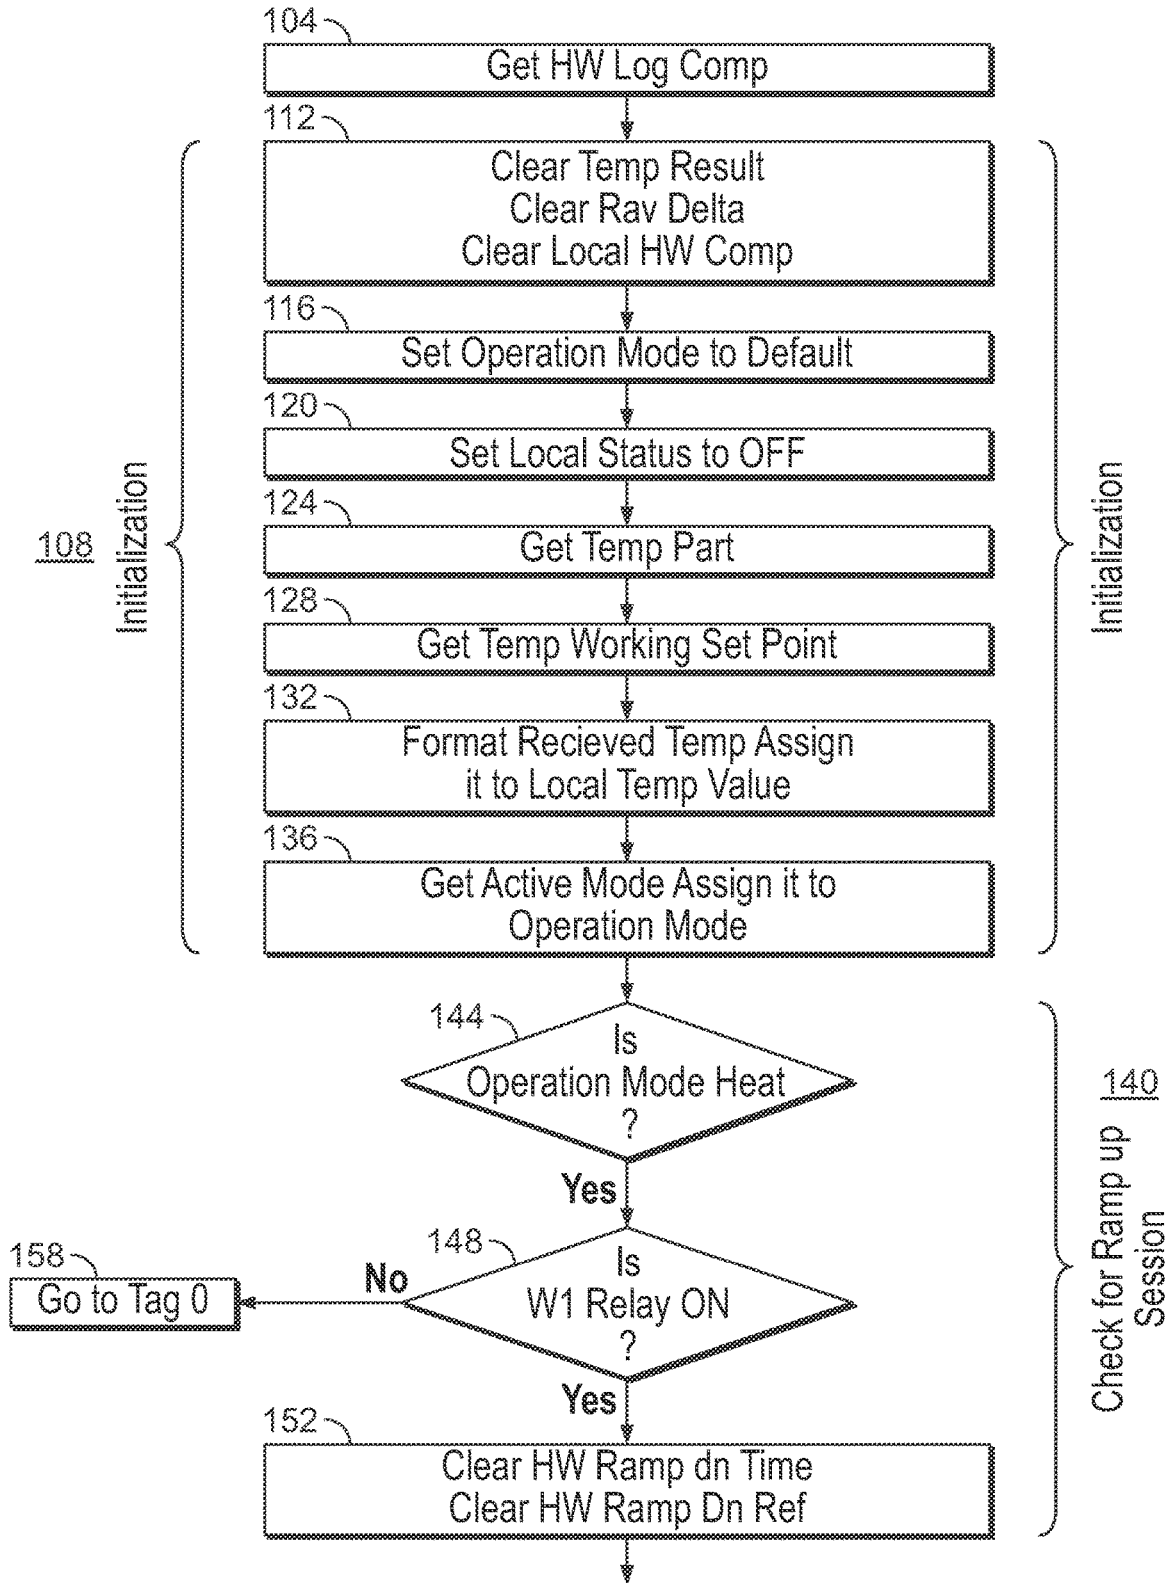 104
Get HW Log Comp
112
Clear Temp Result
Clear Rav Delta
Clear Local HW Comp
116
Set Operation Mode to Default
120
Set Local Status to OFF
124
Get Temp Part
128
Get Temp Working Set Point
132
Format Recieved Temp Assign
it to Local Temp Value
136
Get Active Mode Assign it to
Operation Mode
108
Initialization
Initialization
144
Is
Operation Mode Heat
?
Yes
148
Is
W1 Relay ON
?
No
158
Go to Tag 0
Yes
152
Clear HW Ramp dn Time
Clear HW Ramp Dn Ref
140
Check for Ramp up
Session